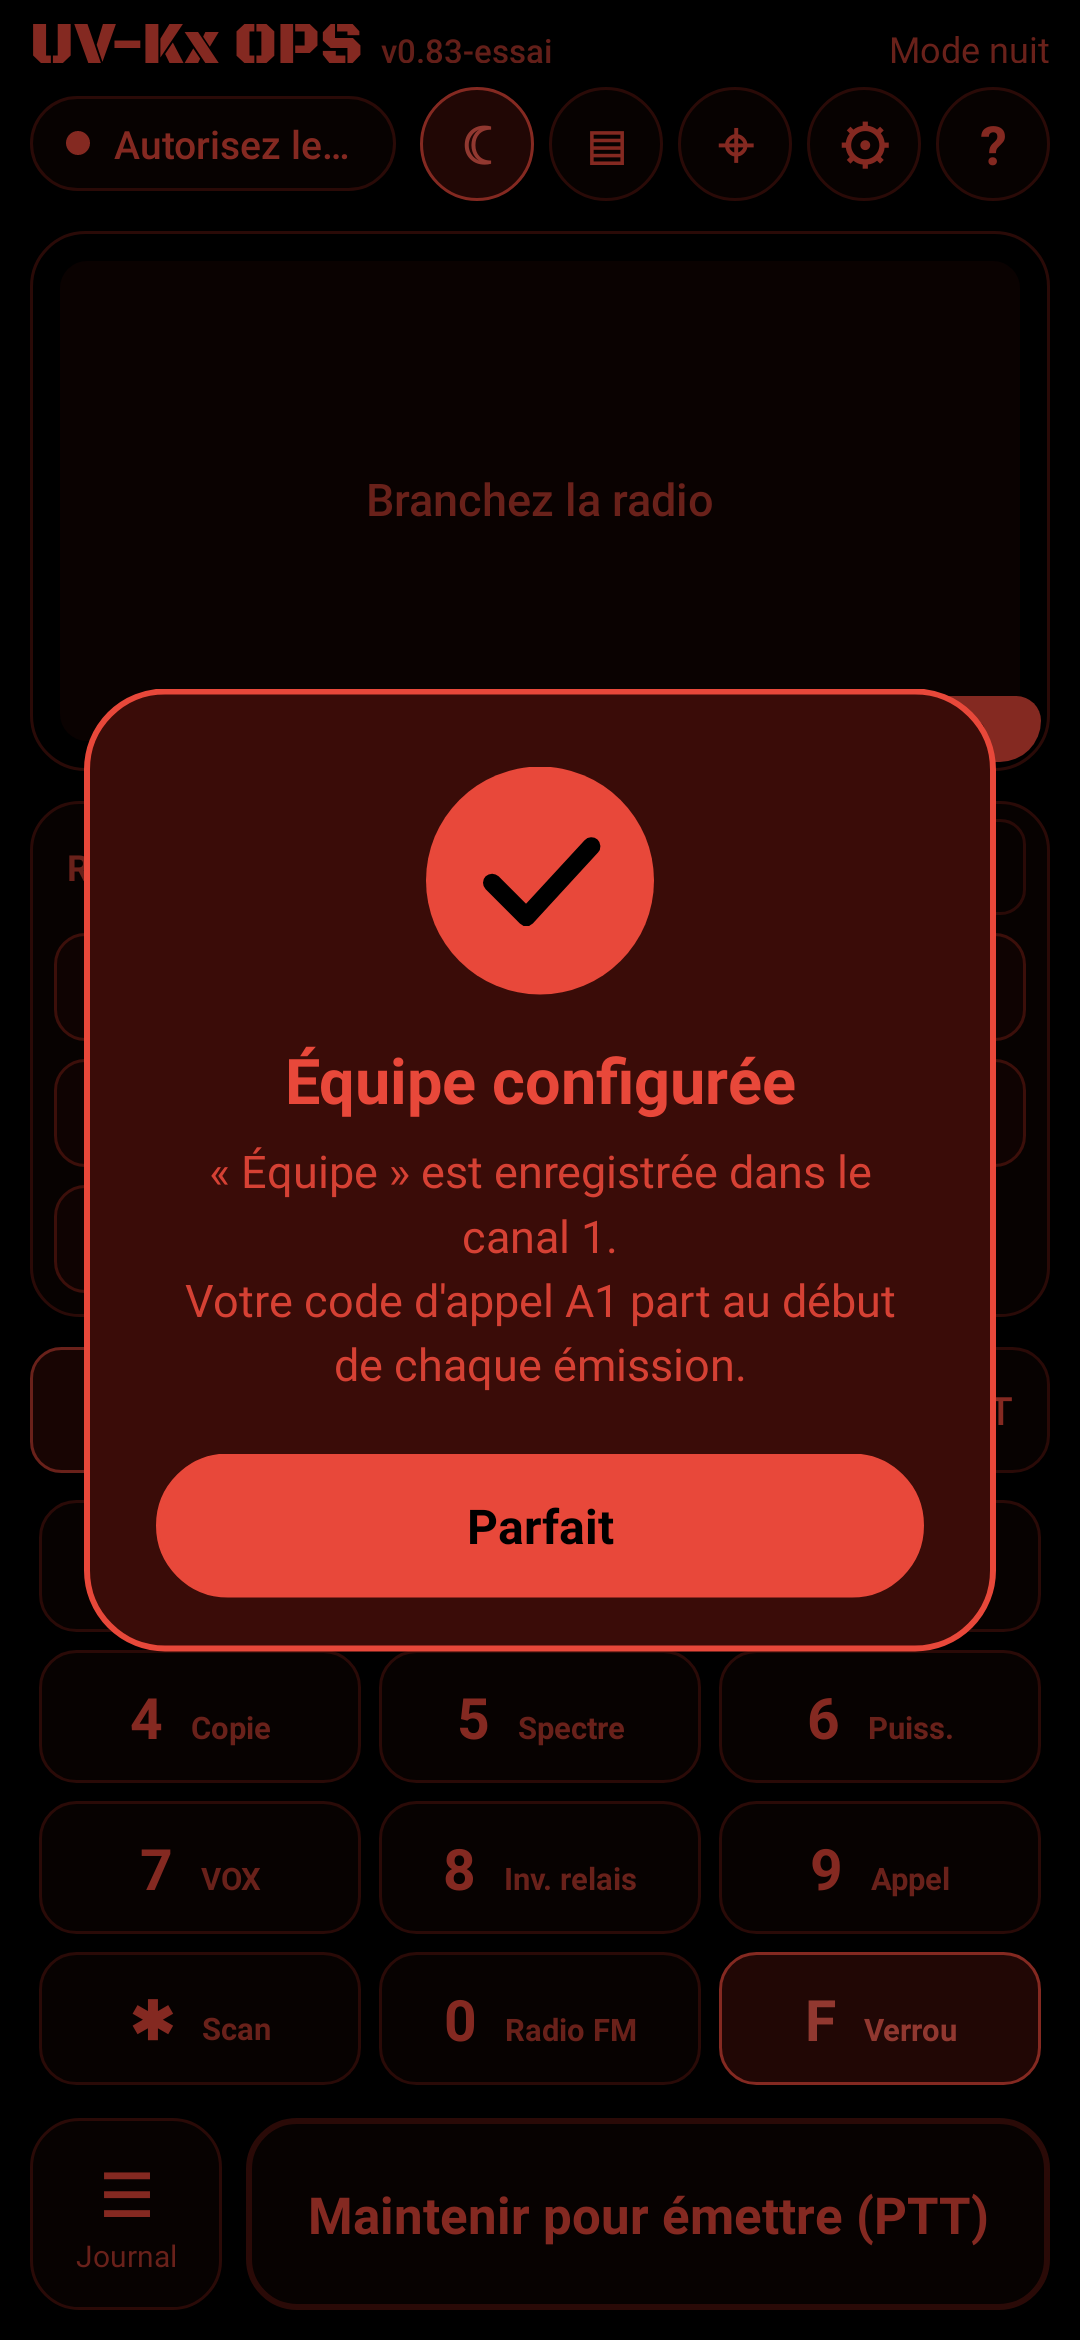 UV-Kx OPS v0.83-essai Mode nuit
Autorisez le... ?
Branchez la radio
R
Équipe configurée
« Équipe » est enregistrée dans le
canal 1.
Votre code d'appel A1 part au début
de chaque émission.
T
Parfait
4 Copie 5 Spectre 6 Puiss.
7 VOX 8 Inv. relais 9 Appel
✱ Scan 0 Radio FM F Verrou
Journal
Maintenir pour émettre (PTT)